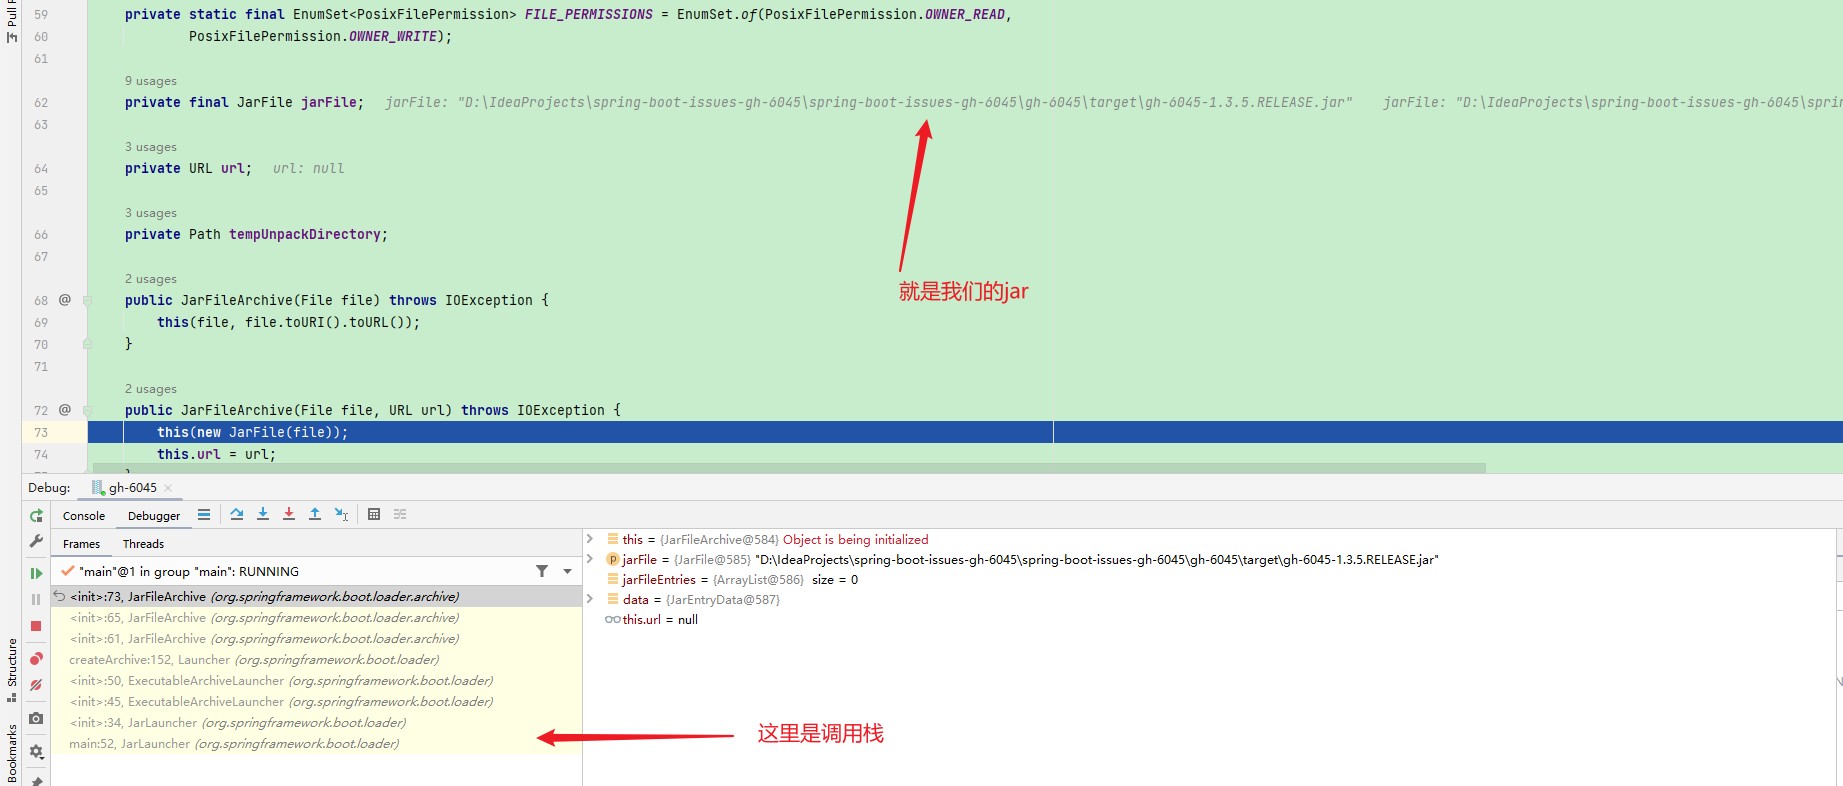 Pull R
59 private static final EnumSet<PosixFilePermission> FILE_PERMISSIONS = EnumSet.of(PosixFilePermission.OWNER_READ,
60 PosixFilePermission.OWNER_WRITE);
61
9 usages
62 private final JarFile jarFile; jarFile: "D:\IdeaProjects\spring-boot-issues-gh-6045\spring-boot-issues-gh-6045\gh-6045\target\gh-6045-1.3.5.RELEASE.jar" jarFile: "D:\IdeaProjects\spring-boot-issues-gh-6045\sprin
63
3 usages
64 private URL url; url: null
65
3 usages
66 private Path tempUnpackDirectory;
67
2 usages
就是我们的jar
68 @ public JarFileArchive(File file) throws IOException {
69 this(file, file.toURI().toURL());
70 }
71
2 usages
72 @ public JarFileArchive(File file, URL url) throws IOException {
73 this(new JarFile(file));
74 this.url = url;
Debug: gh-6045
Console Debugger
Frames Threads
"main"@1 in group "main": RUNNING
<init>:73, JarFileArchive (org.springframework.boot.loader.archive)
<init>:65, JarFileArchive (org.springframework.boot.loader.archive)
<init>:61, JarFileArchive (org.springframework.boot.loader.archive)
createArchive:152, Launcher (org.springframework.boot.loader)
<init>:50, ExecutableArchiveLauncher (org.springframework.boot.loader)
<init>:45, ExecutableArchiveLauncher (org.springframework.boot.loader)
<init>:34, JarLauncher (org.springframework.boot.loader)
main:52, JarLauncher (org.springframework.boot.loader)
这里是调用栈
this = {JarFileArchive@584} Object is being initialized
jarFile = {JarFile@585} "D:\IdeaProjects\spring-boot-issues-gh-6045\spring-boot-issues-gh-6045\gh-6045\target\gh-6045-1.3.5.RELEASE.jar"
jarFileEntries = {ArrayList@586} size = 0
data = {JarEntryData@587}
this.url = null
Structure
Bookmarks